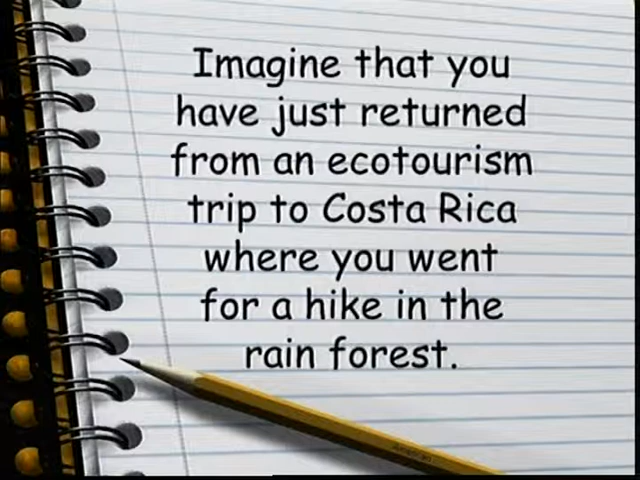 Imagine that you
have just returned
from an ecotourism
trip to Costa Rica
where you went
for a hike in the
rain forest.